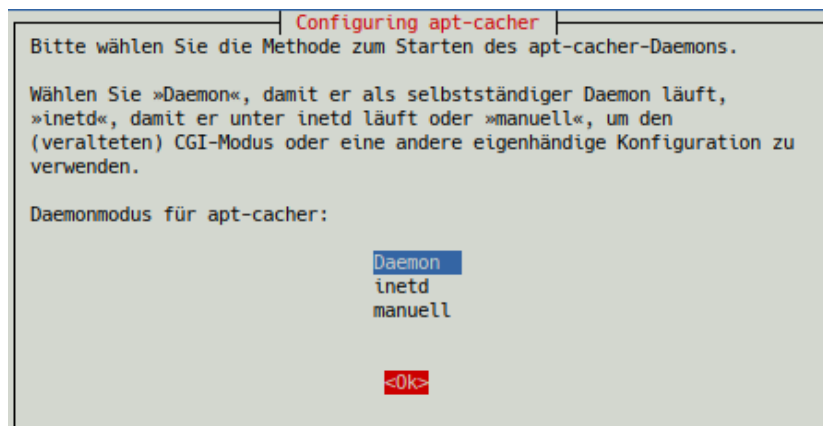 Configuring apt-cacher
Bitte wählen Sie die Methode zum Starten des apt-cacher-Daemons.
Wählen Sie »Daemon«, damit er als selbstständiger Daemon läuft,
»inetd«, damit er unter inetd läuft oder »manuell«, um den
(veralteten) CGI-Modus oder eine andere eigenhändige Konfiguration zu
verwenden.
Daemonmodus für apt-cacher:
Daemon
inetd
manuell
<Ok>